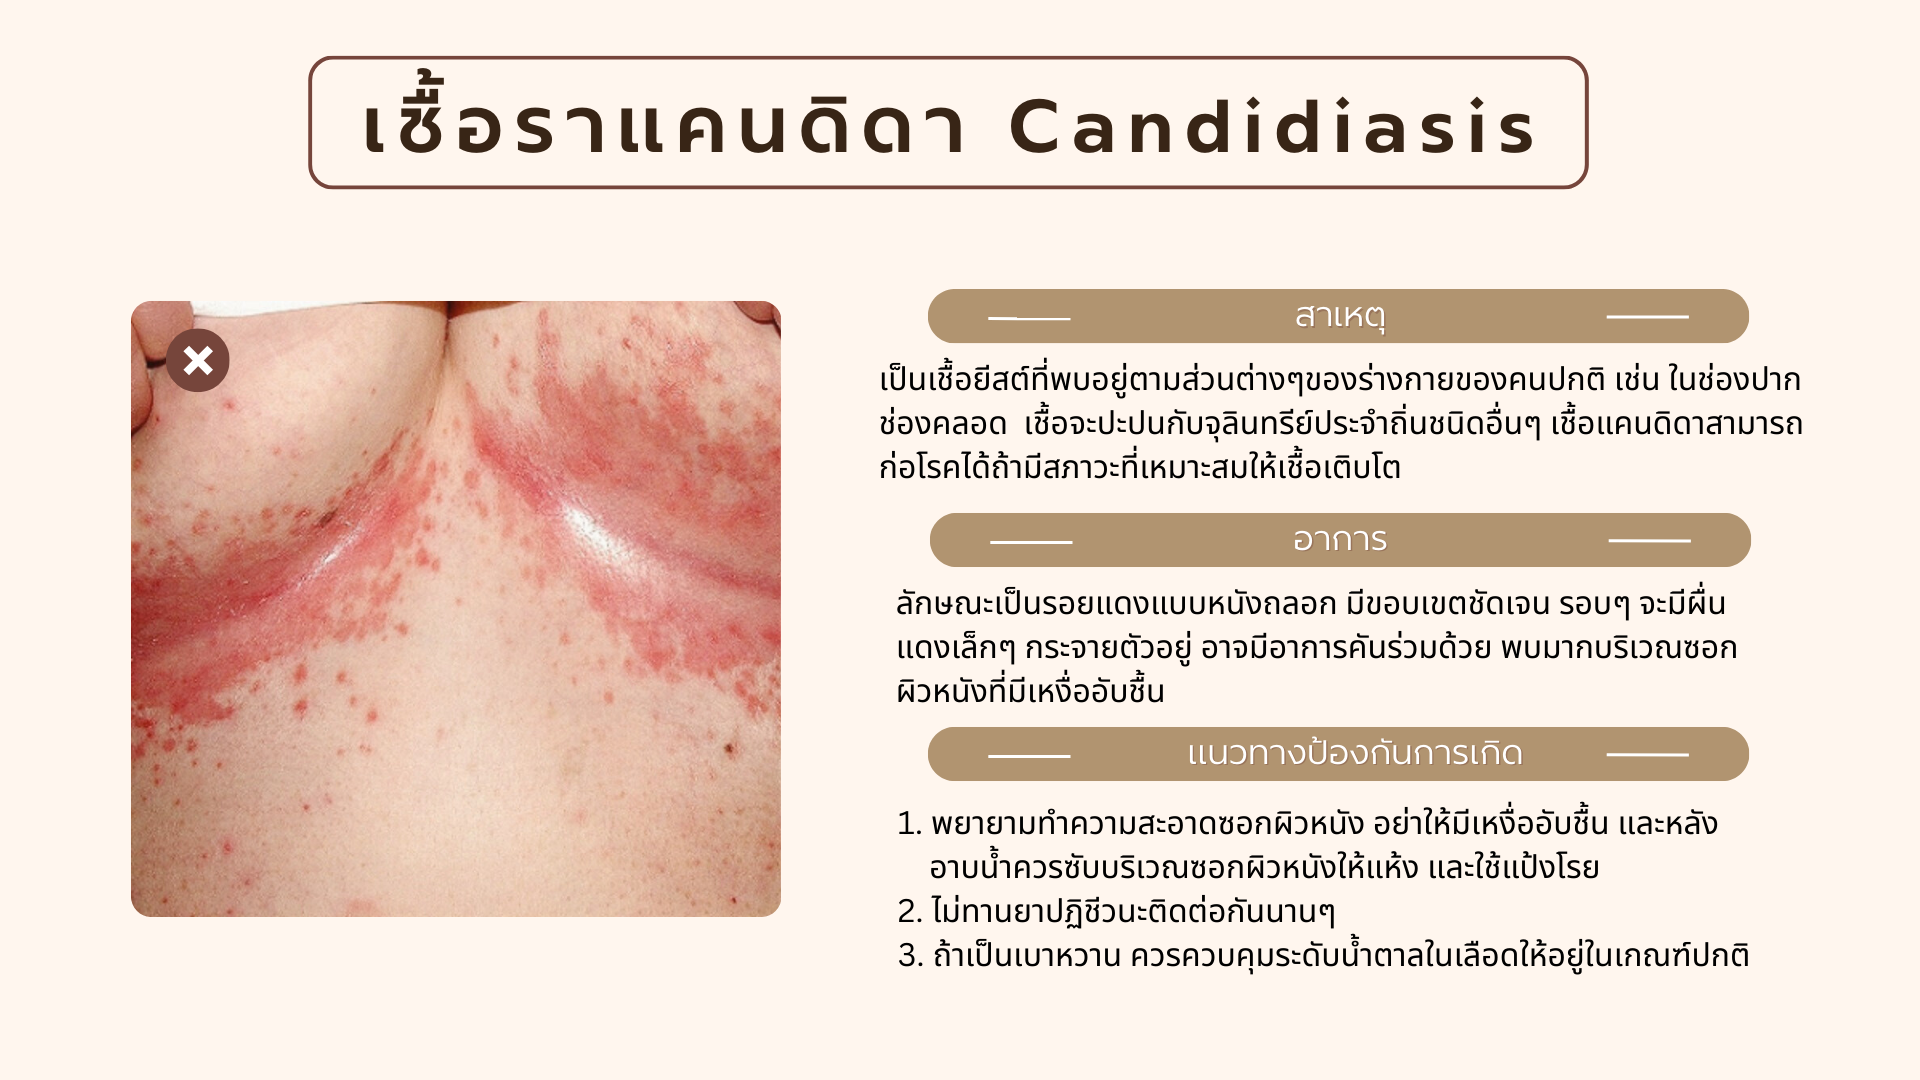 เชื้อราแคนดิดา Candidiasis
สาเหตุ
เป็นเชื้อยีสต์ที่พบอยู่ตามส่วนต่างๆของร่างกายของคนปกติ เช่น ในช่องปาก
ช่องคลอด เชื้อจะปะปนกับจุลินทรีย์ประจำถิ่นชนิดอื่นๆ เชื้อแคนดิดาสามารถ
ก่อโรคได้ถ้ามีสภาวะที่เหมาะสมให้เชื้อเติบโต
อาการ
ลักษณะเป็นรอยแดงแบบหนังถลอก มีขอบเขตชัดเจน รอบๆ จะมีผื่น
แดงเล็กๆ กระจายตัวอยู่ อาจมีอาการคันร่วมด้วย พบมากบริเวณซอก
ผิวหนังที่มีเหงื่ออับชื้น
แนวทางป้องกันการเกิด
1. พยายามทำความสะอาดซอกผิวหนัง อย่าให้มีเหงื่ออับชื้น และหลัง
อาบน้ำควรซับบริเวณซอกผิวหนังให้แห้ง และใช้แป้งโรย
2. ไม่ทานยาปฏิชีวนะติดต่อกันนานๆ
3. ถ้าเป็นเบาหวาน ควรควบคุมระดับน้ำตาลในเลือดให้อยู่ในเกณฑ์ปกติ